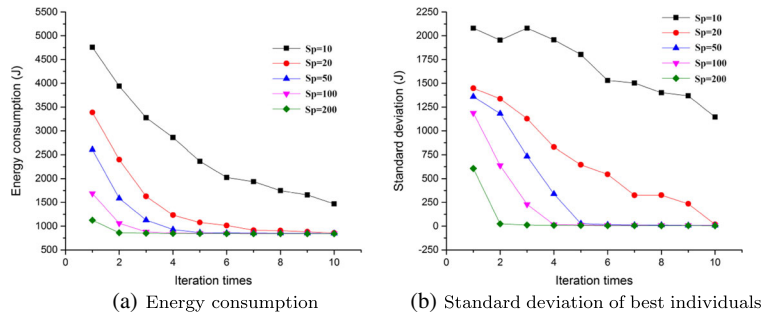 5500
5000
4500
4000
3500
3000
2500
2000
1500
1000
500
Energy consumption (J)
Sp=10
Sp=20
Sp=50
Sp=100
Sp=200
0 2 4 6 8 10
Iteration times
(a) Energy consumption
2250
2000
1750
1500
1250
1000
750
500
250
0
-250
Standard deviation (J)
Sp=10
Sp=20
Sp=50
Sp=100
Sp=200
0 2 4 6 8 10
Iteration times
(b) Standard deviation of best individuals